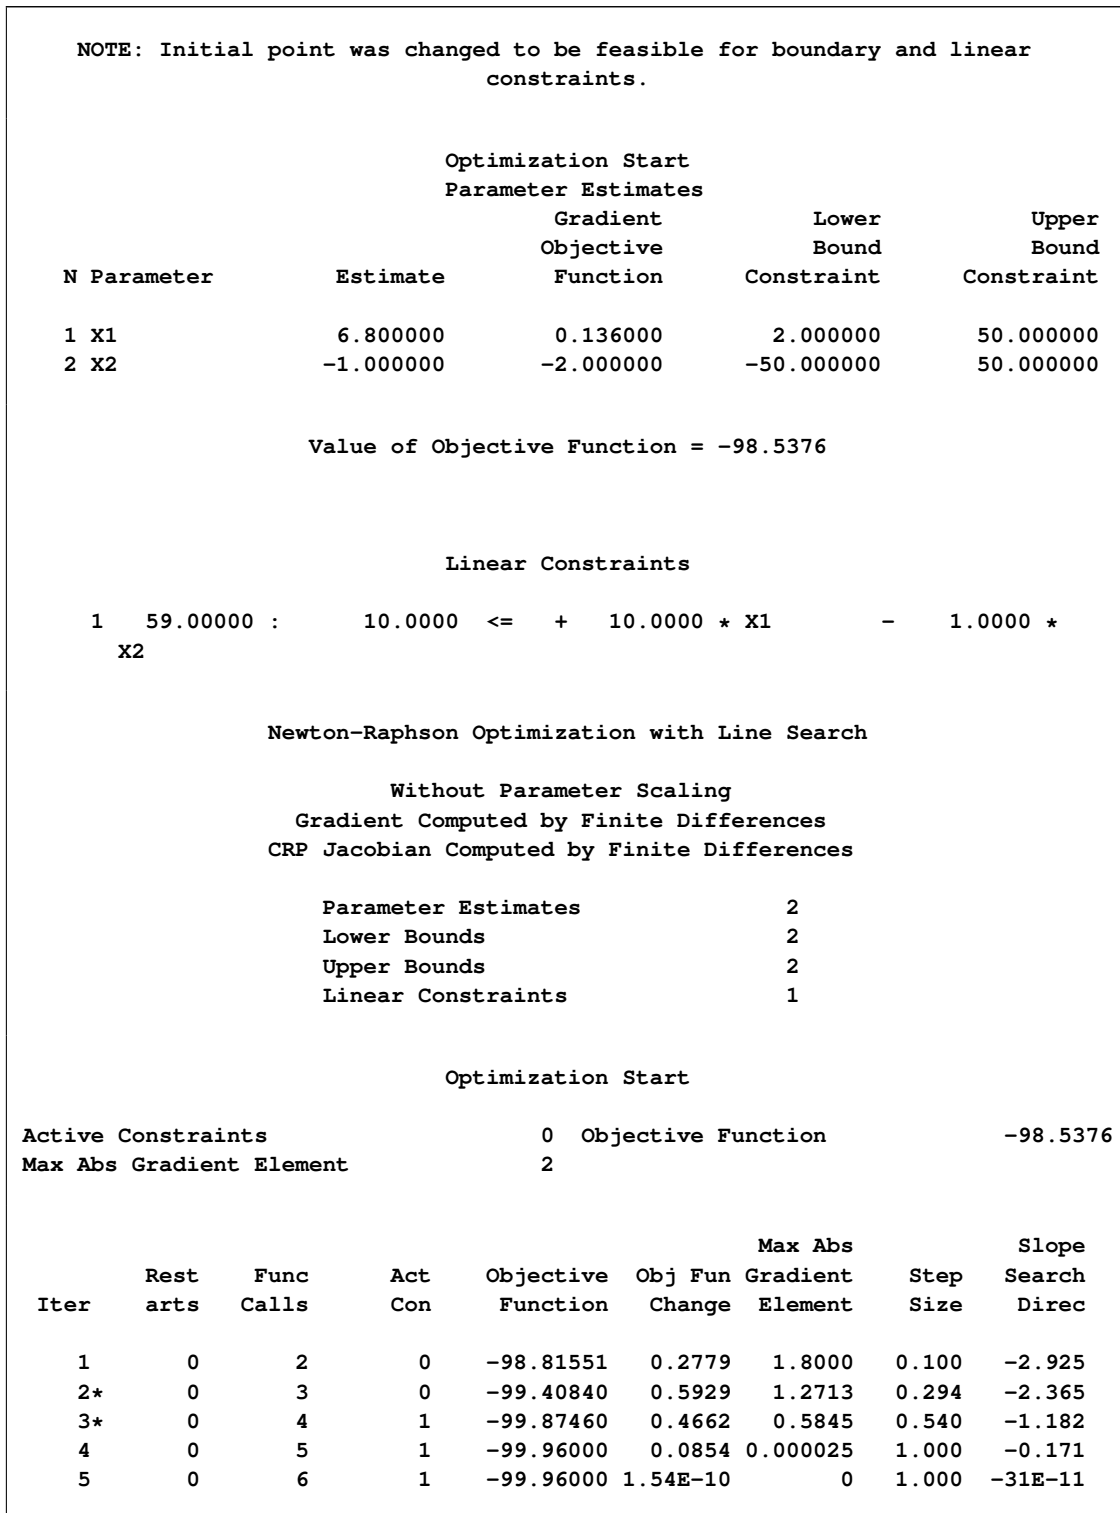 NOTE: Initial point was changed to be feasible for boundary and linear
constraints.
Optimization Start
Parameter Estimates
Gradient Lower Upper
Objective Bound Bound
N Parameter Estimate Function Constraint Constraint
1 X1 6.800000 0.136000 2.000000 50.000000
2 X2 -1.000000 -2.000000 -50.000000 50.000000
Value of Objective Function = -98.5376
Linear Constraints
1 59.00000 : 10.0000 <= + 10.0000 * X1 - 1.0000 *
X2
Newton-Raphson Optimization with Line Search
Without Parameter Scaling
Gradient Computed by Finite Differences
CRP Jacobian Computed by Finite Differences
Parameter Estimates 2
Lower Bounds 2
Upper Bounds 2
Linear Constraints 1
Optimization Start
Active Constraints 0 Objective Function -98.5376
Max Abs Gradient Element 2
Max Abs Slope
Rest Func Act Objective Obj Fun Gradient Step Search
Iter arts Calls Con Function Change Element Size Direc
1 0 2 0 -98.81551 0.2779 1.8000 0.100 -2.925
2* 0 3 0 -99.40840 0.5929 1.2713 0.294 -2.365
3* 0 4 1 -99.87460 0.4662 0.5845 0.540 -1.182
4 0 5 1 -99.96000 0.0854 0.000025 1.000 -0.171
5 0 6 1 -99.96000 1.54E-10 0 1.000 -31E-11